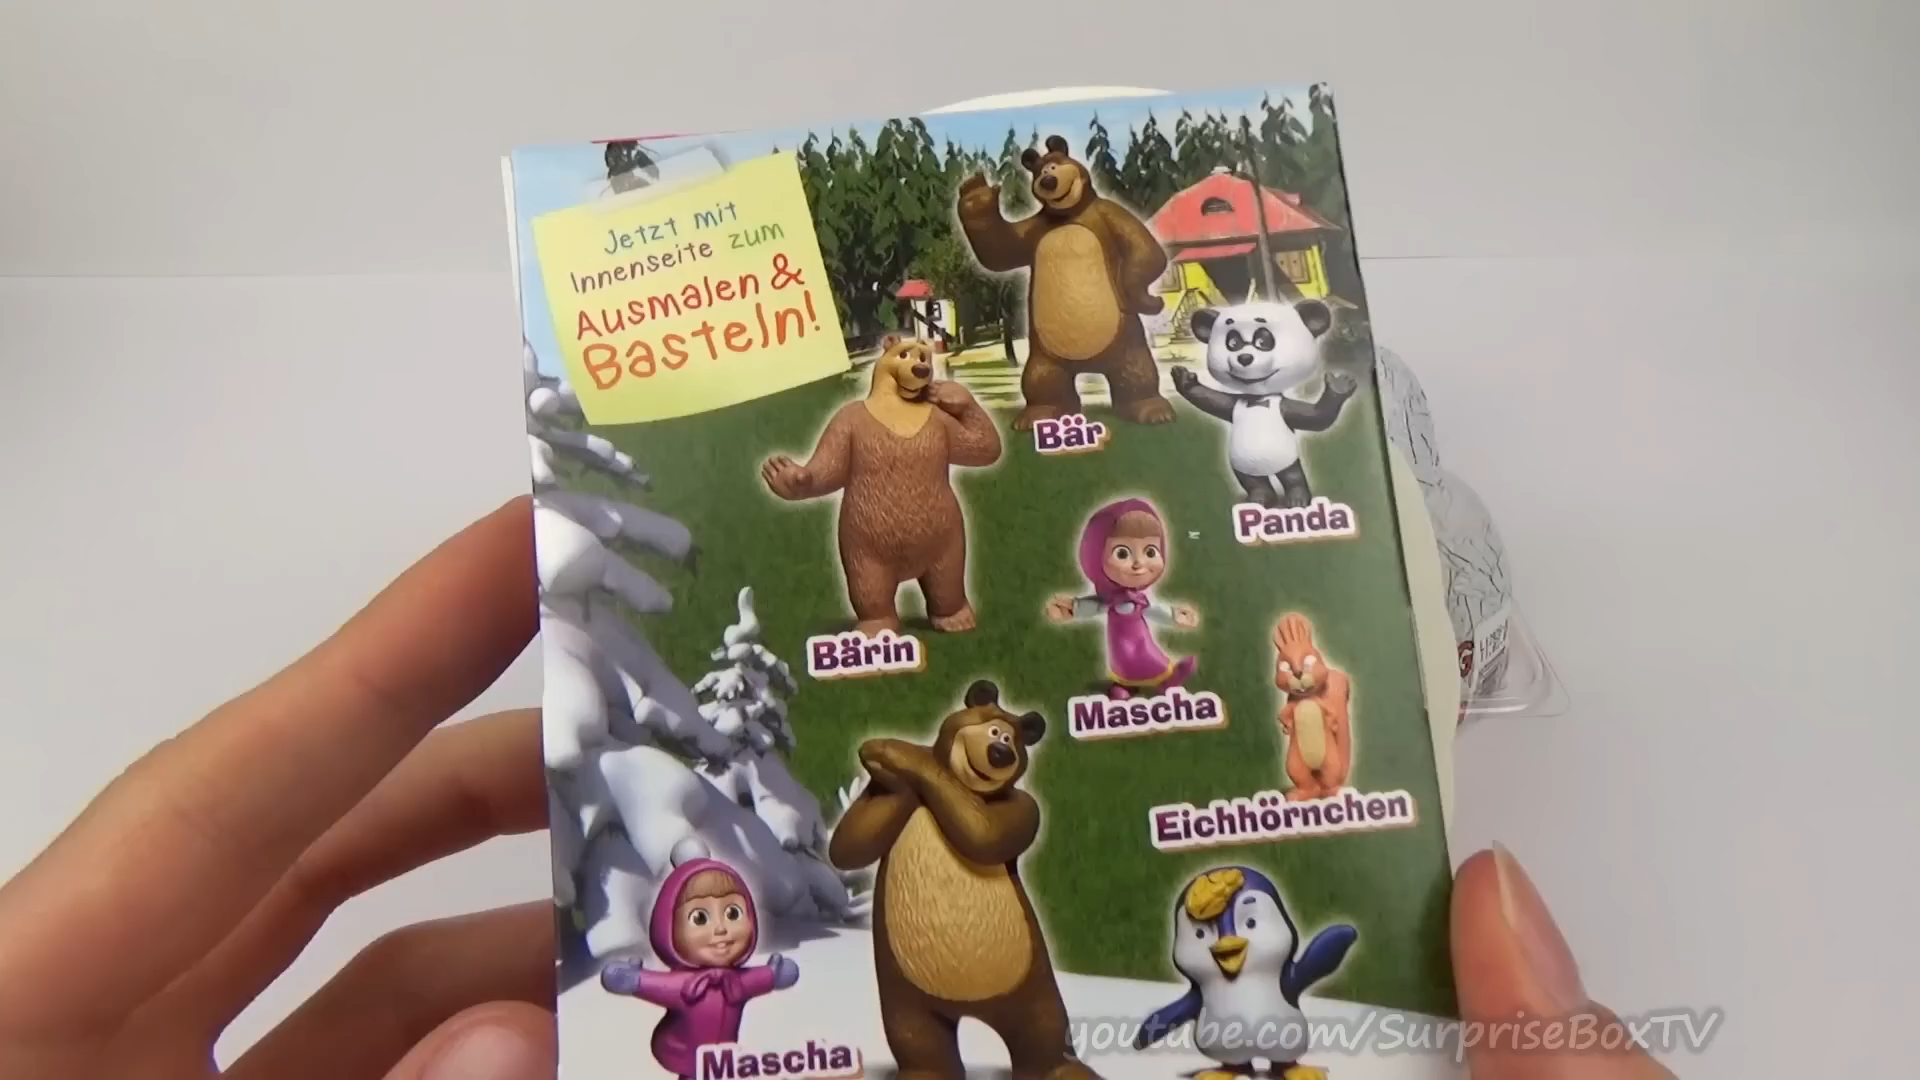 Jetzt mit
Innenseite zum
Ausmalen &
Basteln!
Bär
Panda
Bärin
Mascha
Eichhörnchen
Mascha
youtube.com/SurpriseBoxTV